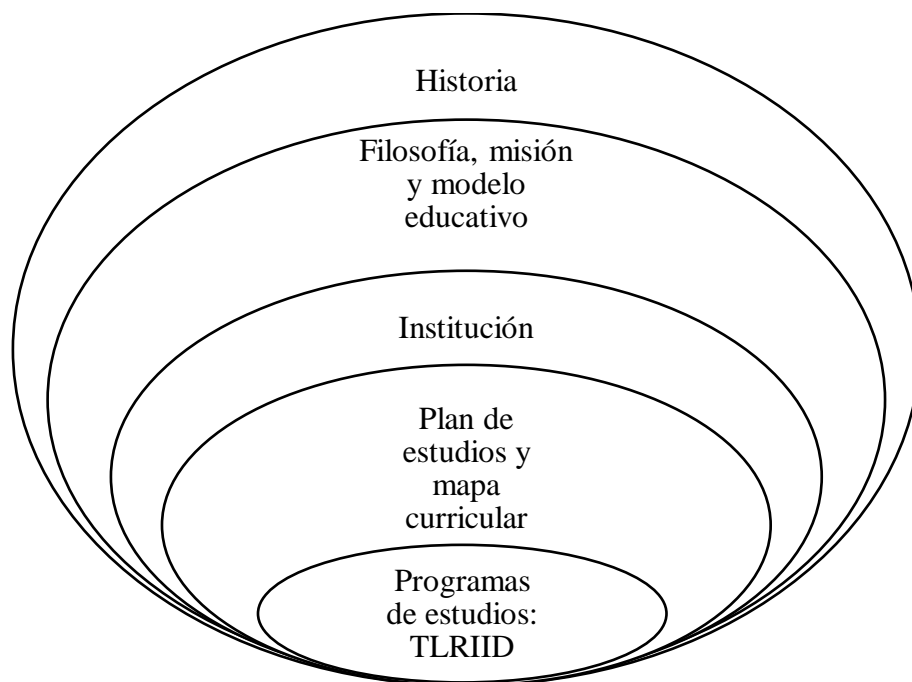 Historia
Filosofía, misión
y modelo
educativo
Institución
Plan de
estudios y
mapa
curricular
Programas
de estudios:
TLRIID